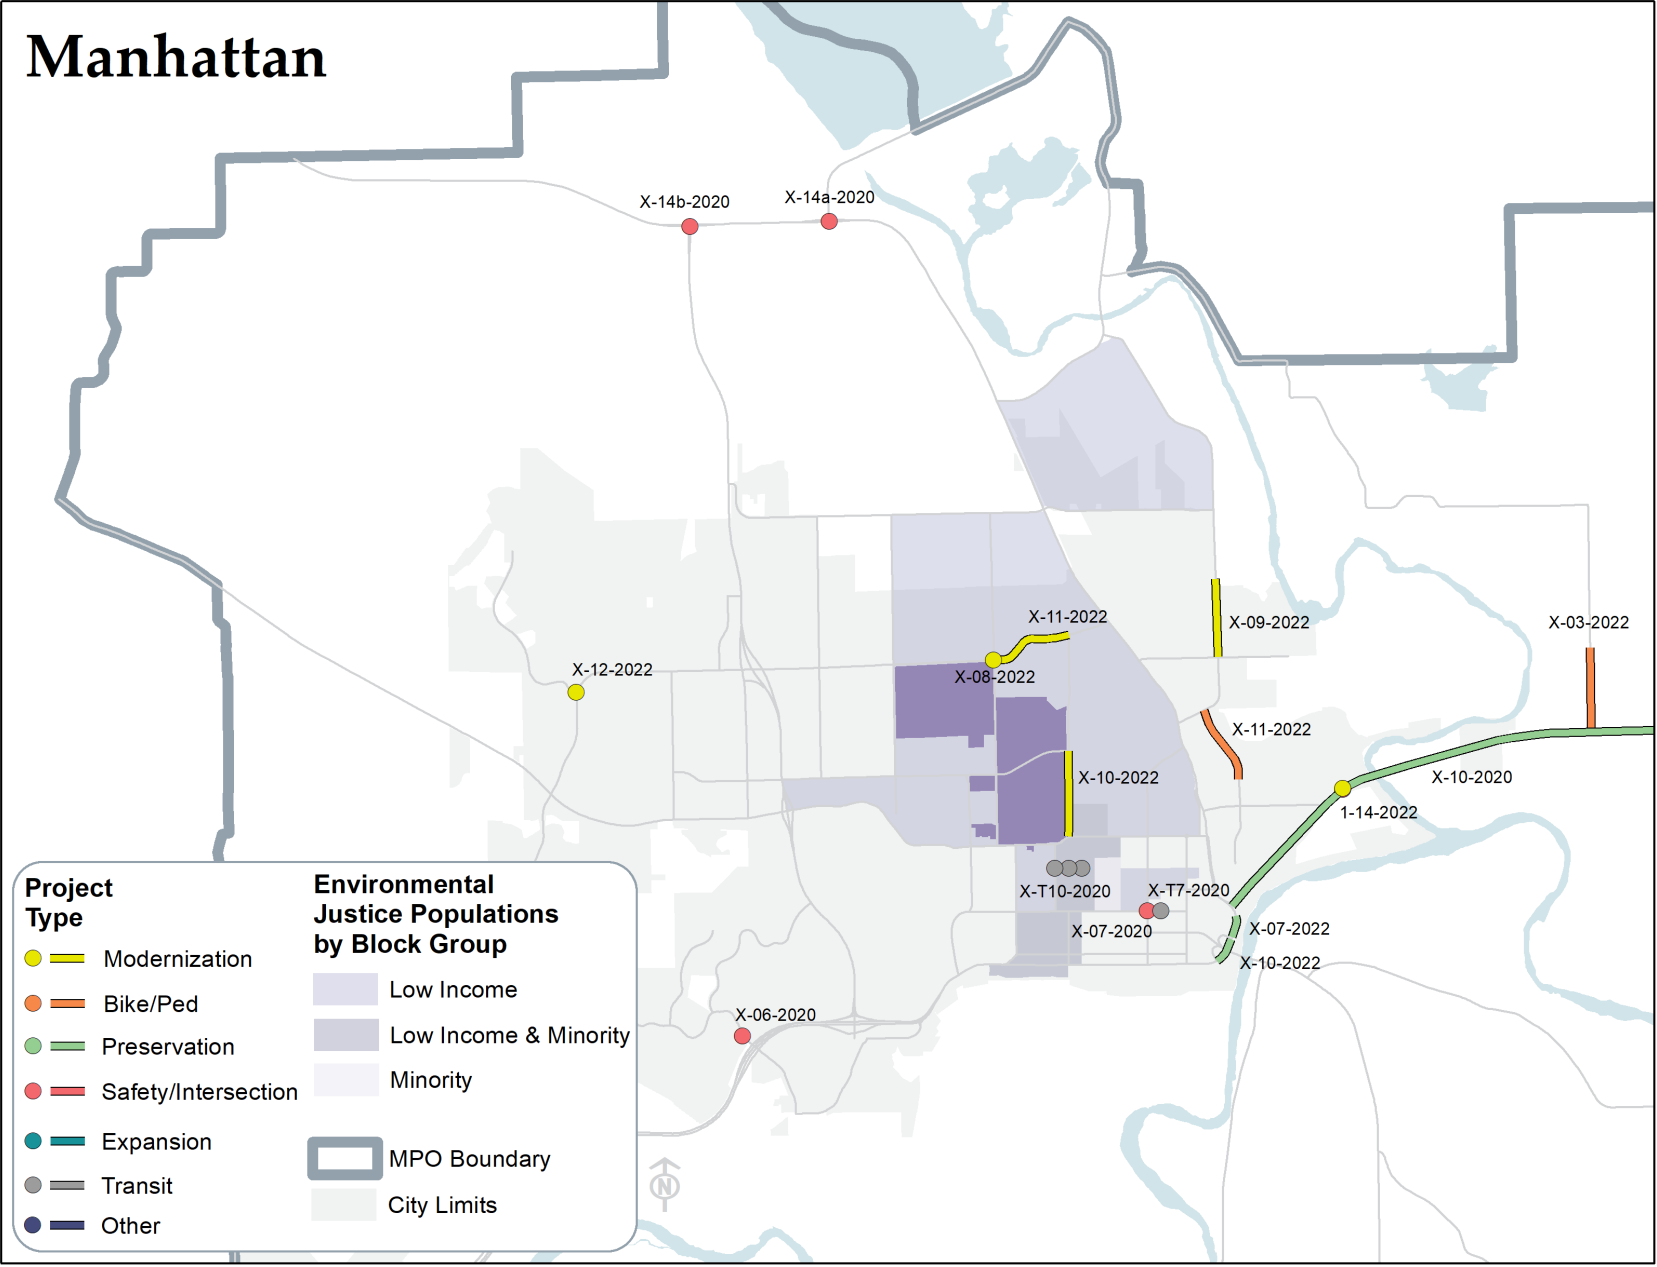 Manhattan
X-14b-2020
X-14a-2020
X-11-2022
X-09-2022
X-03-2022
X-12-2022
X-08-2022
X-11-2022
X-10-2022
X-10-2020
1-14-2022
X-T10-2020
X-T7-2020
X-07-2020
X-07-2022
X-10-2022
X-06-2020
Project
Type
Modernization
Bike/Ped
Preservation
Safety/Intersection
Expansion
Transit
Other
Environmental
Justice Populations
by Block Group
Low Income
Low Income & Minority
Minority
MPO Boundary
City Limits
N